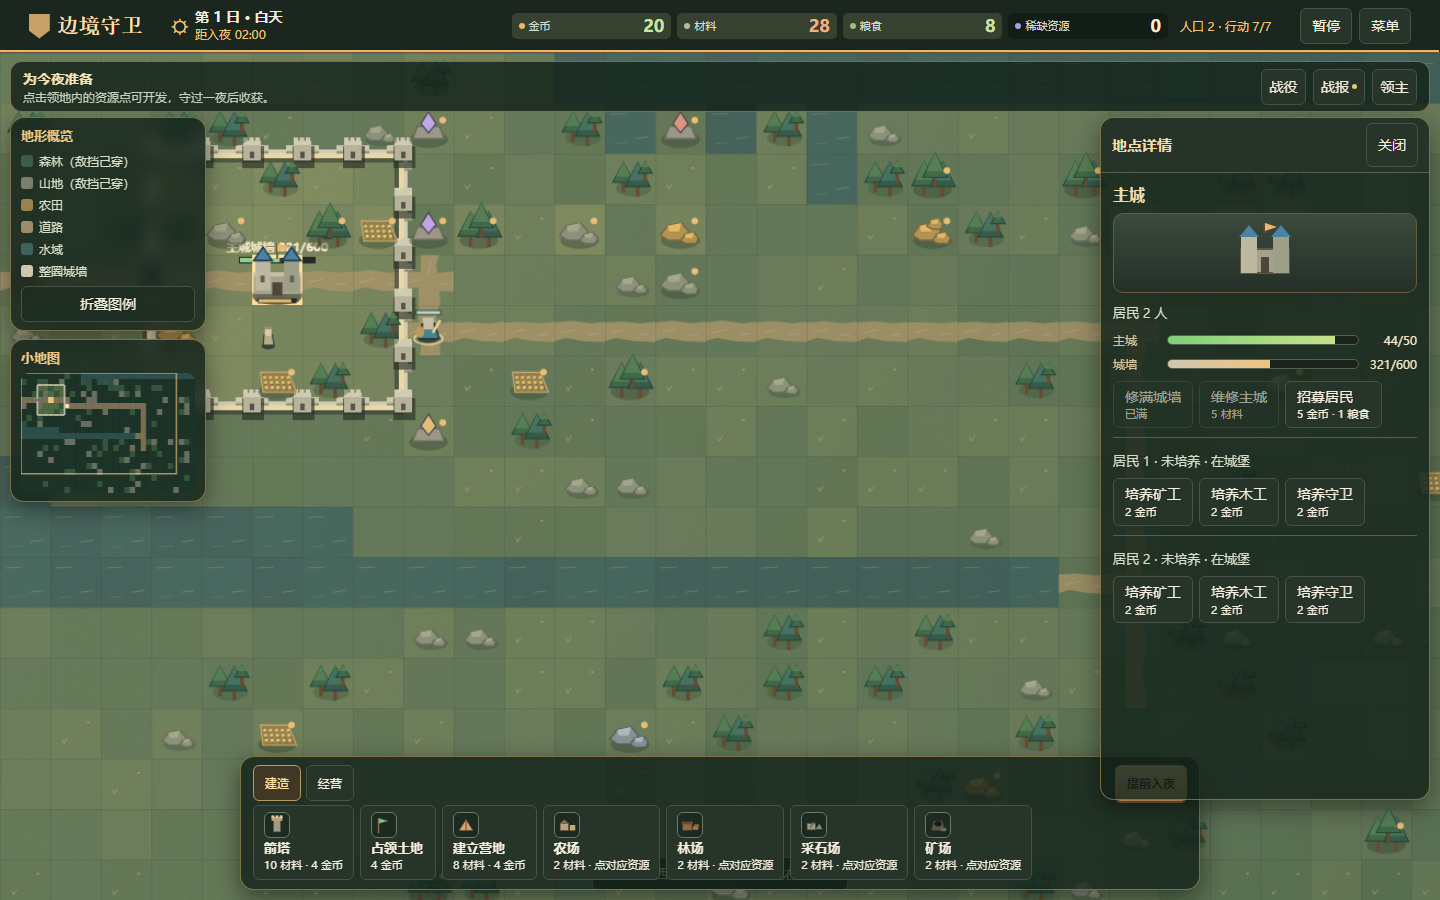 边境守卫
第 1 日 · 白天
距入夜 02:00
金币 20
材料 28
粮食 8
稀缺资源 0
人口 2 · 行动 7/7
暂停
菜单
为今夜准备
点击领地内的资源点可开发，守过一夜后收获。
战役
战报
领主
地形概览
森林（敌挡己穿）
山地（敌挡己穿）
农田
道路
水域
整圈城墙
折叠图例
小地图
主城城墙 321/600
地点详情
关闭
主城
居民 2 人
主城 44/50
城墙 321/600
修满城墙
已满
维修主城
5 材料
招募居民
5 金币 · 1 粮食
居民 1 · 未培养 · 在城堡
培养矿工
2 金币
培养木工
2 金币
培养守卫
2 金币
居民 2 · 未培养 · 在城堡
培养矿工
2 金币
培养木工
2 金币
培养守卫
2 金币
提前入夜
建造
经营
箭塔
10 材料 · 4 金币
占领土地
4 金币
建立营地
8 材料 · 4 金币
农场
2 材料 · 点对应资源
林场
2 材料 · 点对应资源
采石场
2 材料 · 点对应资源
矿场
2 材料 · 点对应资源